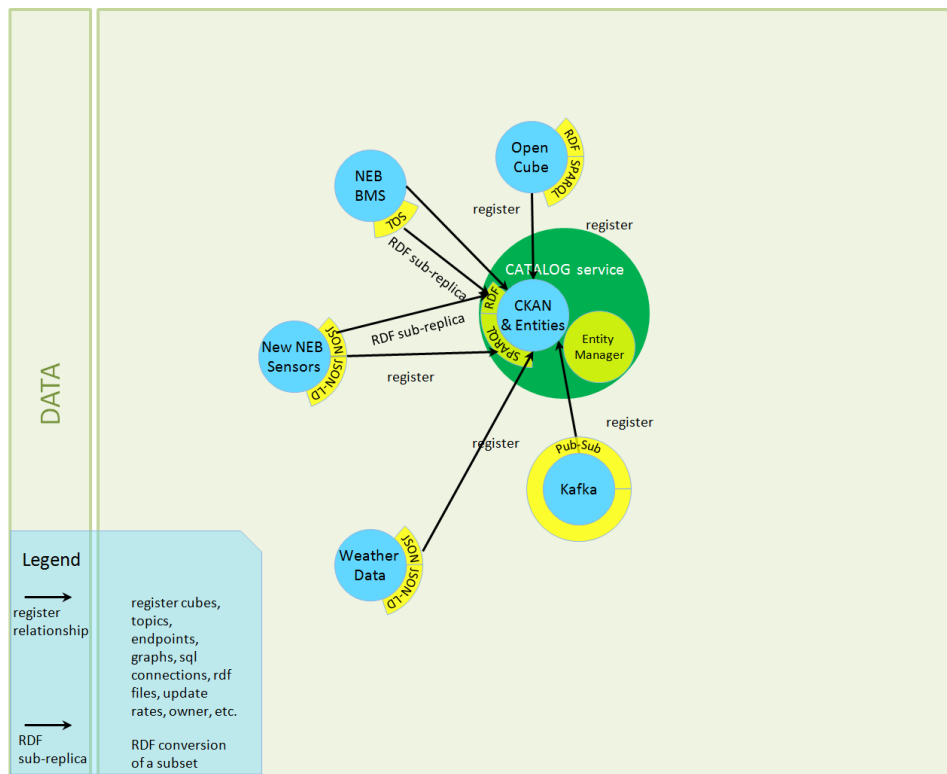 DATA
Open
Cube
RDF
SPARQL
NEB
BMS
SQL
register
register
RDF sub-replica
CATALOG service
RDF
SPARQL
CKAN
& Entities
Entity
Manager
New NEB
Sensors
JSON
JSON-LD
RDF sub-replica
register
register
register
Pub-Sub
Kafka
Weather
Data
JSON
JSON-LD
Legend
register
relationship
register cubes,
topics,
endpoints,
graphs, sql
connections, rdf
files, update
rates, owner, etc.
RDF
sub-replica
RDF conversion
of a subset